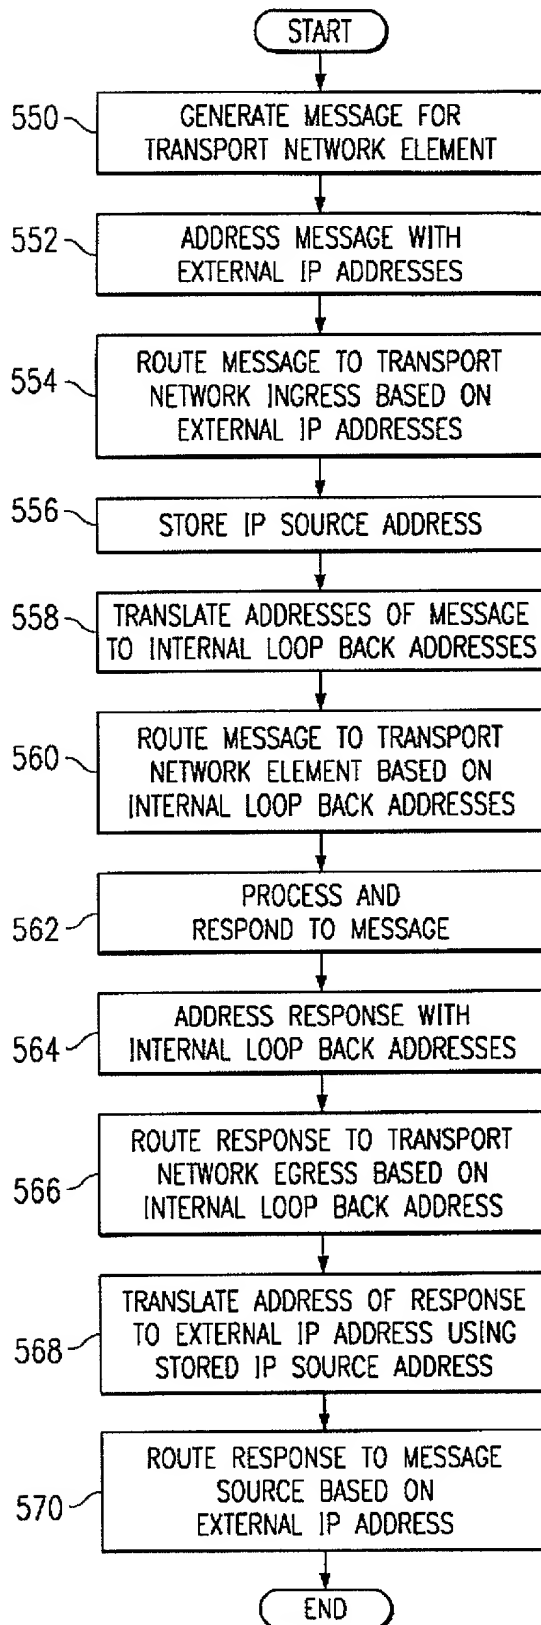 START
550
GENERATE MESSAGE FOR
TRANSPORT NETWORK ELEMENT
552
ADDRESS MESSAGE WITH
EXTERNAL IP ADDRESSES
554
ROUTE MESSAGE TO TRANSPORT
NETWORK INGRESS BASED ON
EXTERNAL IP ADDRESSES
556
STORE IP SOURCE ADDRESS
558
TRANSLATE ADDRESSES OF MESSAGE
TO INTERNAL LOOP BACK ADDRESSES
560
ROUTE MESSAGE TO TRANSPORT
NETWORK ELEMENT BASED ON
INTERNAL LOOP BACK ADDRESSES
562
PROCESS AND
RESPOND TO MESSAGE
564
ADDRESS RESPONSE WITH
INTERNAL LOOP BACK ADDRESSES
566
ROUTE RESPONSE TO TRANSPORT
NETWORK EGRESS BASED ON
INTERNAL LOOP BACK ADDRESS
568
TRANSLATE ADDRESS OF RESPONSE
TO EXTERNAL IP ADDRESS USING
STORED IP SOURCE ADDRESS
570
ROUTE RESPONSE TO MESSAGE
SOURCE BASED ON
EXTERNAL IP ADDRESS
END